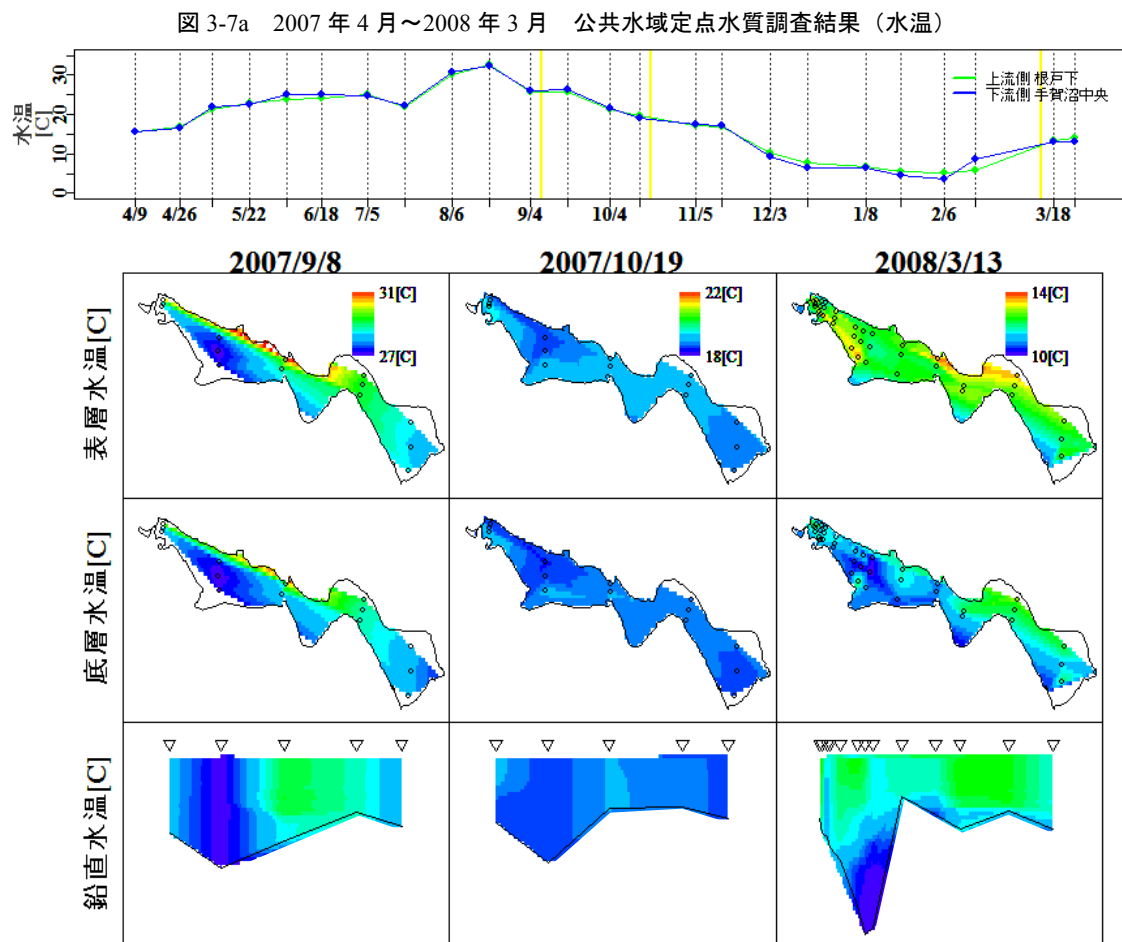 図 3-7a 2007 年 4 月～2008 年 3 月 公共水域定点水質調査結果（水温）
水温
[C]
30
20
10
0
上流側 根戸下
下流側 手賀沼中央
4/9 4/26 5/22 6/18 7/5 8/6 9/4 10/4 11/5 12/3 1/8 2/6 3/18
2007/9/8 2007/10/19 2008/3/13
表層水温[C]
31[C]
27[C]
22[C]
18[C]
14[C]
10[C]
底層水温[C]
鉛直水温[C]